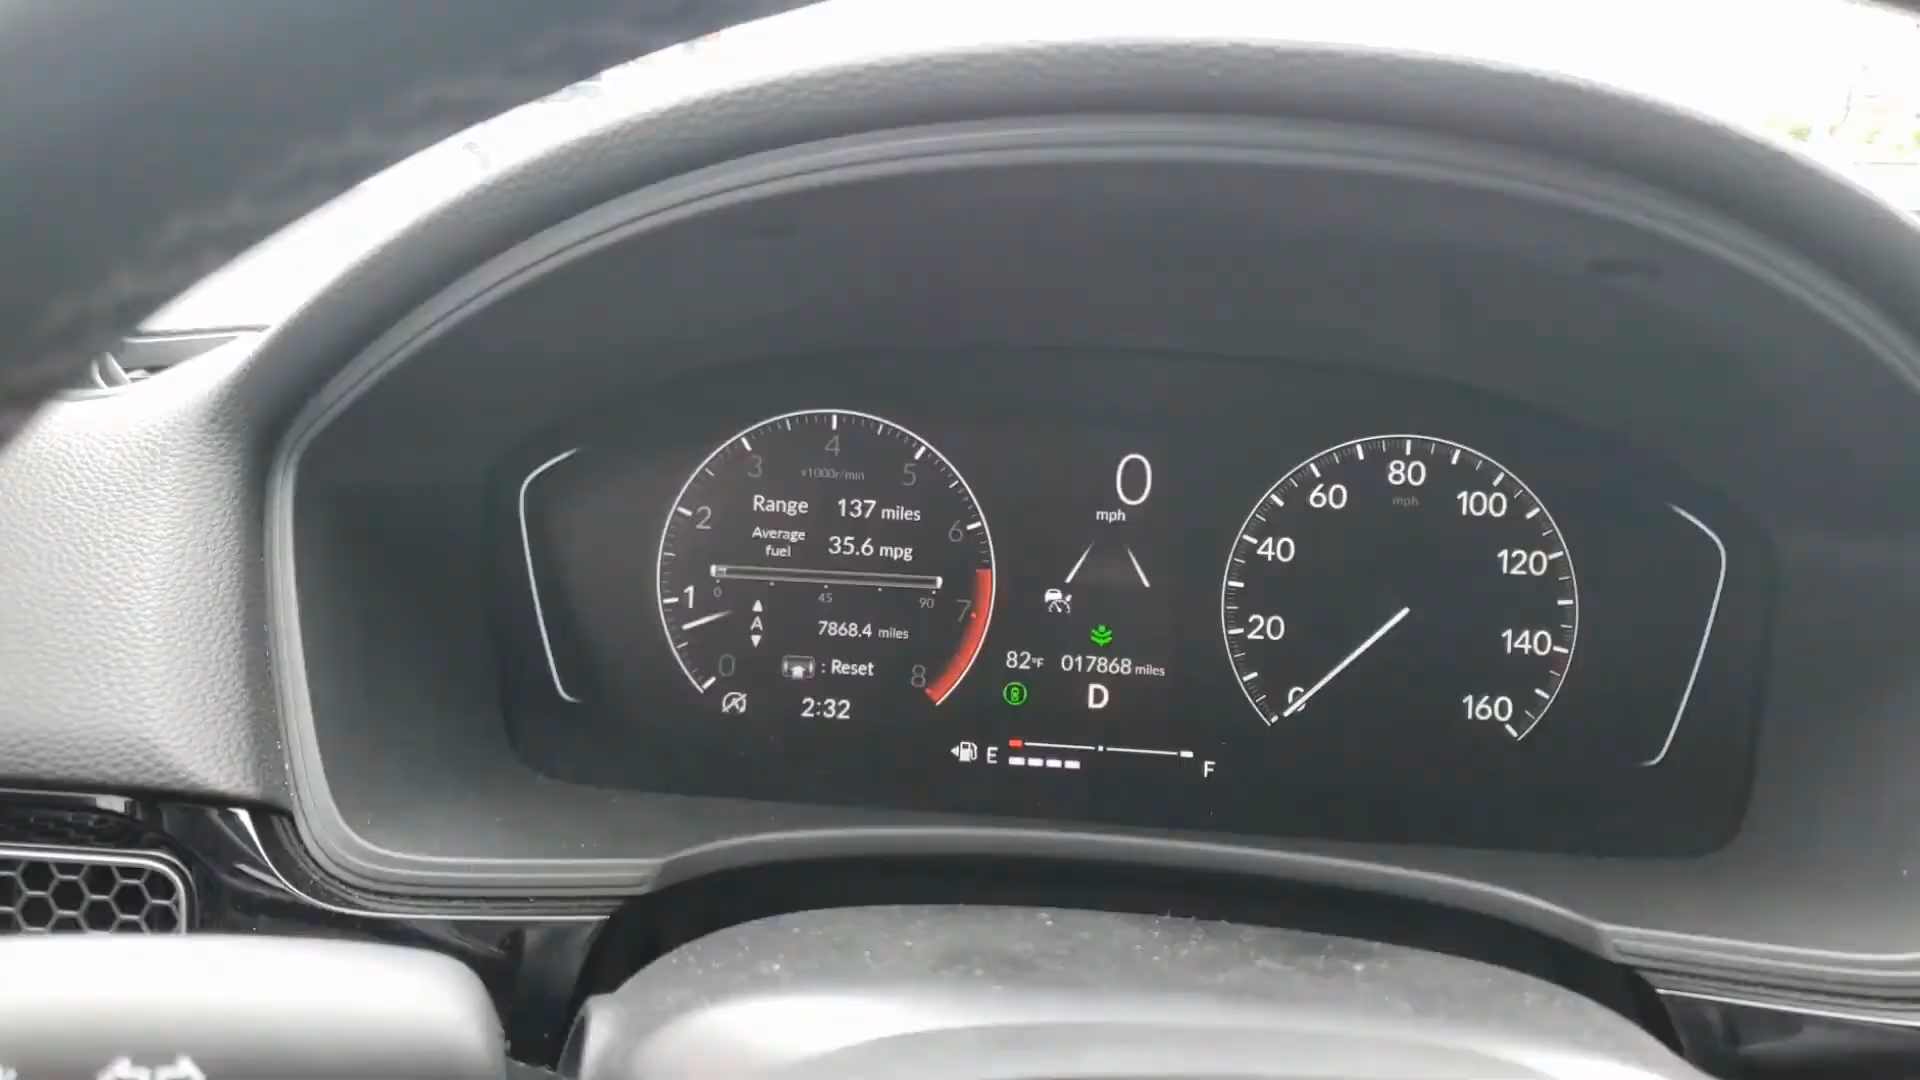 4
3
5
x1000r/min
Range 137 miles
2
6
Average
fuel 35.6 mpg
0 45 90
1
7
A
7868.4 miles
0
: Reset
8
2:32
0
mph
82°F 017868 miles
D
E
F
80
mph
60
100
40
120
20
140
160